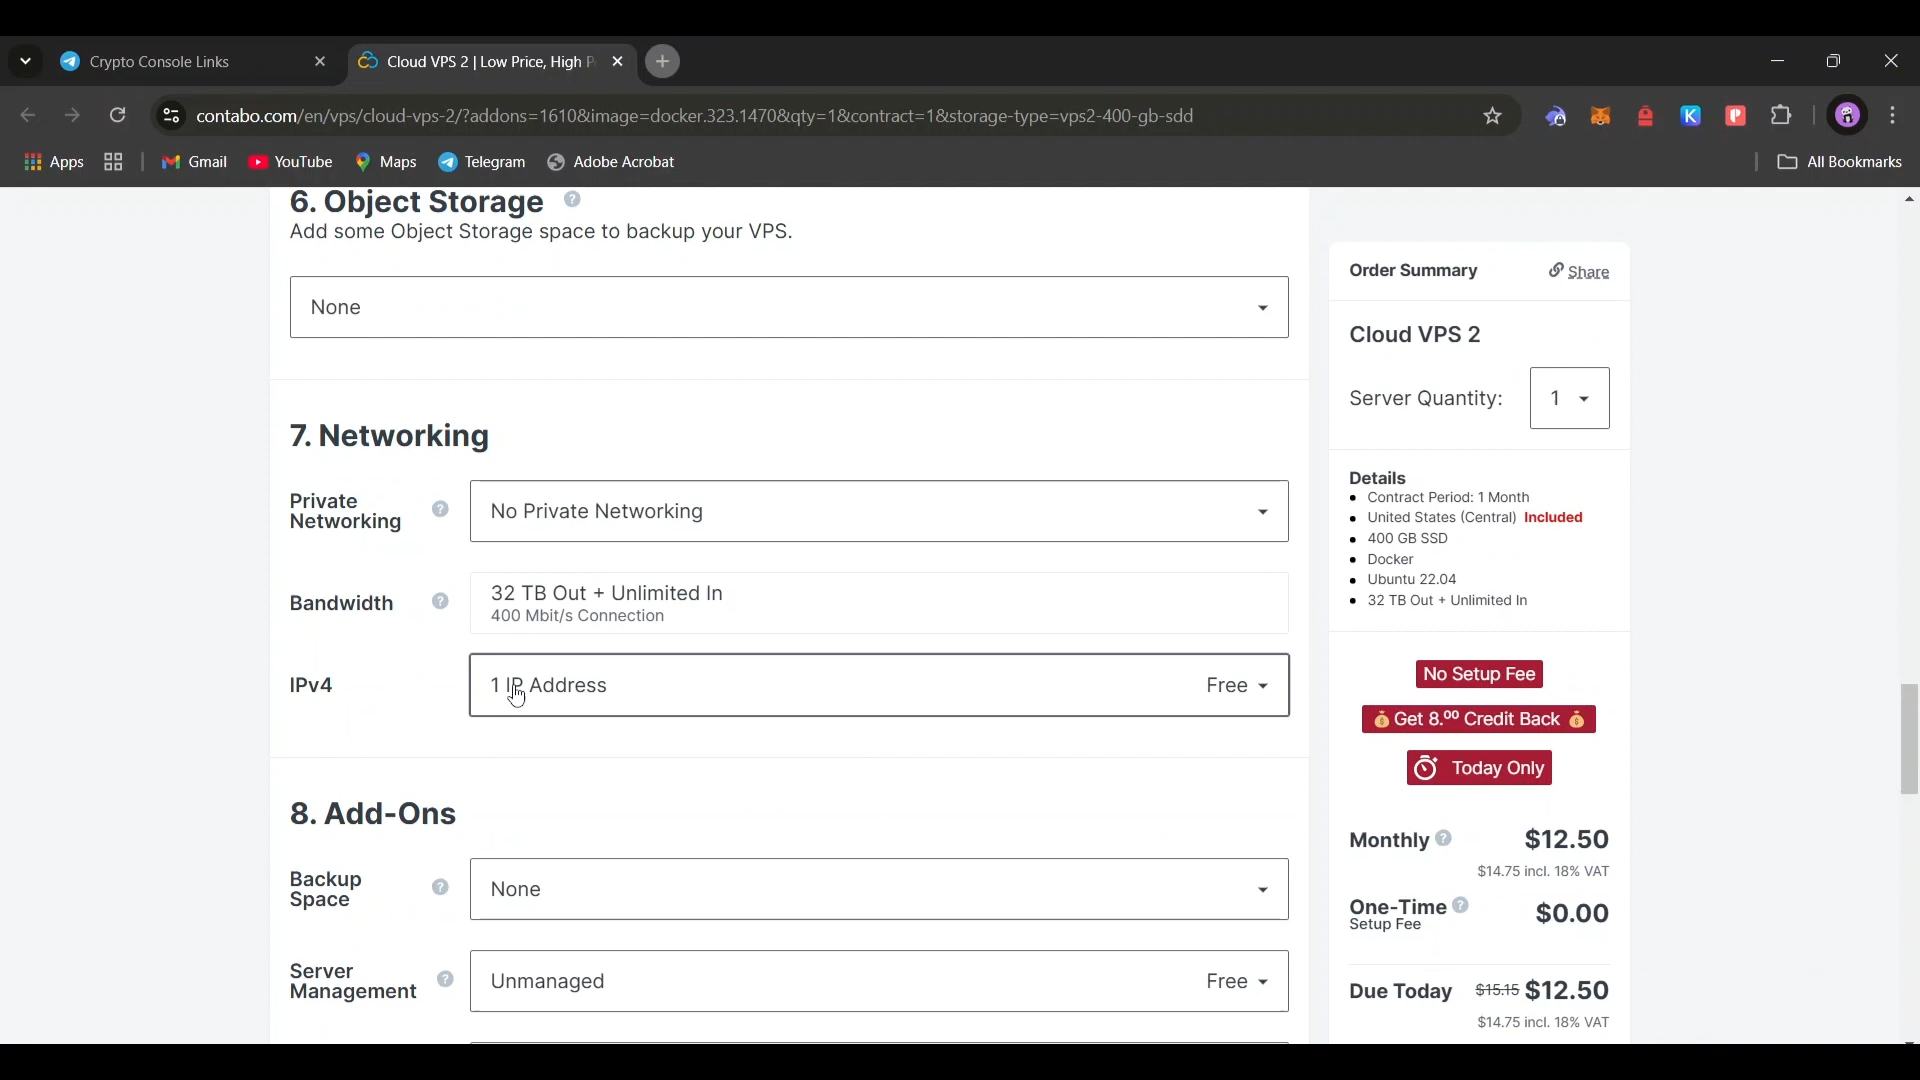 Crypto Console Links
Cloud VPS 2 | Low Price, High P
contabo.com/en/vps/cloud-vps-2/?addons=1610&image=docker.323.1470&qty=1&contract=1&storage-type=vps2-400-gb-sdd
K
Apps
Gmail
YouTube
Maps
Telegram
Adobe Acrobat
All Bookmarks
6. Object Storage ?
Add some Object Storage space to backup your VPS.
None
7. Networking
Private
Networking
?
No Private Networking
Bandwidth ?
32 TB Out + Unlimited In
400 Mbit/s Connection
IPv4
1 IP Address
Free
8. Add-Ons
Backup
Space
?
None
Server
Management
?
Unmanaged
Free
Order Summary
Share
Cloud VPS 2
Server Quantity:
1
Details
Contract Period: 1 Month
United States (Central) Included
400 GB SSD
Docker
Ubuntu 22.04
32 TB Out + Unlimited In
No Setup Fee
Get 8.00 Credit Back
Today Only
Monthly ? $12.50
$14.75 incl. 18% VAT
One-Time ? $0.00
Setup Fee
Due Today $15.15 $12.50
$14.75 incl. 18% VAT